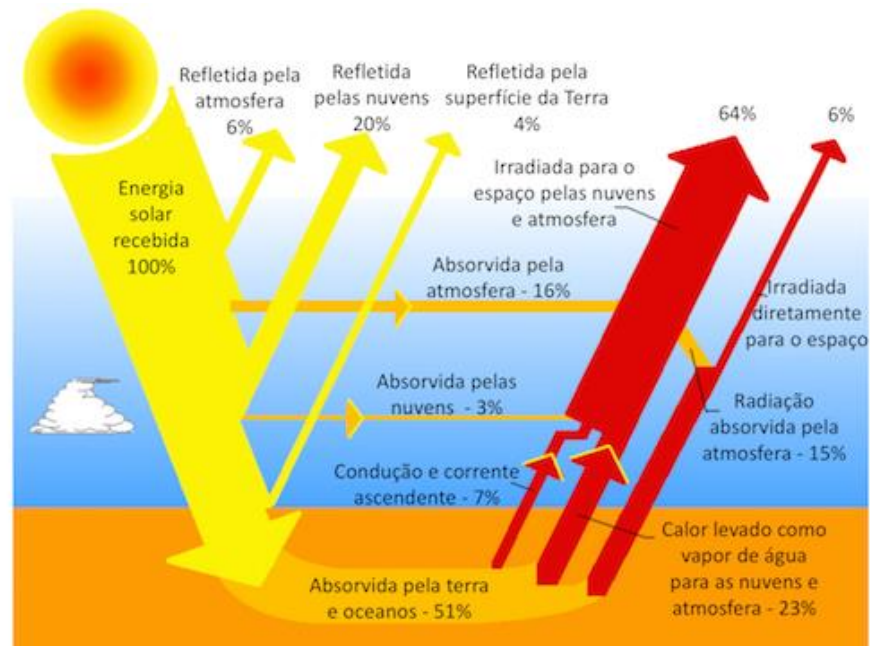 Refletida pela
atmosfera
6%
Refletida
pelas nuvens
20%
Refletida pela
superfície da Terra
4%
64%
6%
Energia
solar
recebida
100%
Irradiada para o
espaço pelas nuvens
e atmosfera
Absorvida pela
atmosfera - 16%
Irradiada
diretamente
para o espaço
Absorvida pelas
nuvens - 3%
Radiação
absorvida pela
atmosfera - 15%
Condução e corrente
ascendente - 7%
Calor levado como
vapor de água
para as nuvens e
atmosfera - 23%
Absorvida pela terra
e oceanos - 51%